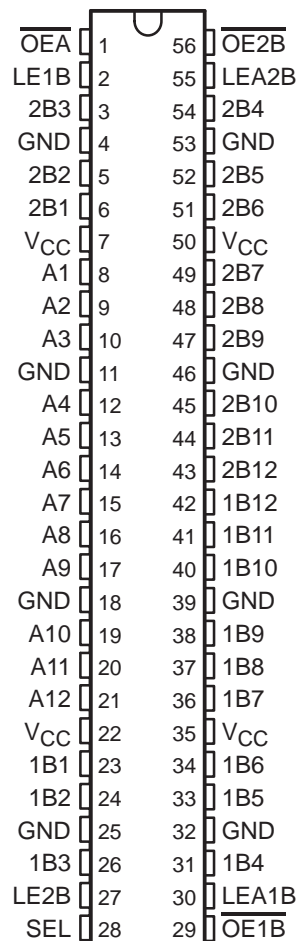 OEA 1 56 OE2B
LE1B 2 55 LEA2B
2B3 3 54 2B4
GND 4 53 GND
2B2 5 52 2B5
2B1 6 51 2B6
VCC 7 50 VCC
A1 8 49 2B7
A2 9 48 2B8
A3 10 47 2B9
GND 11 46 GND
A4 12 45 2B10
A5 13 44 2B11
A6 14 43 2B12
A7 15 42 1B12
A8 16 41 1B11
A9 17 40 1B10
GND 18 39 GND
A10 19 38 1B9
A11 20 37 1B8
A12 21 36 1B7
VCC 22 35 VCC
1B1 23 34 1B6
1B2 24 33 1B5
GND 25 32 GND
1B3 26 31 1B4
LE2B 27 30 LEA1B
SEL 28 29 OE1B